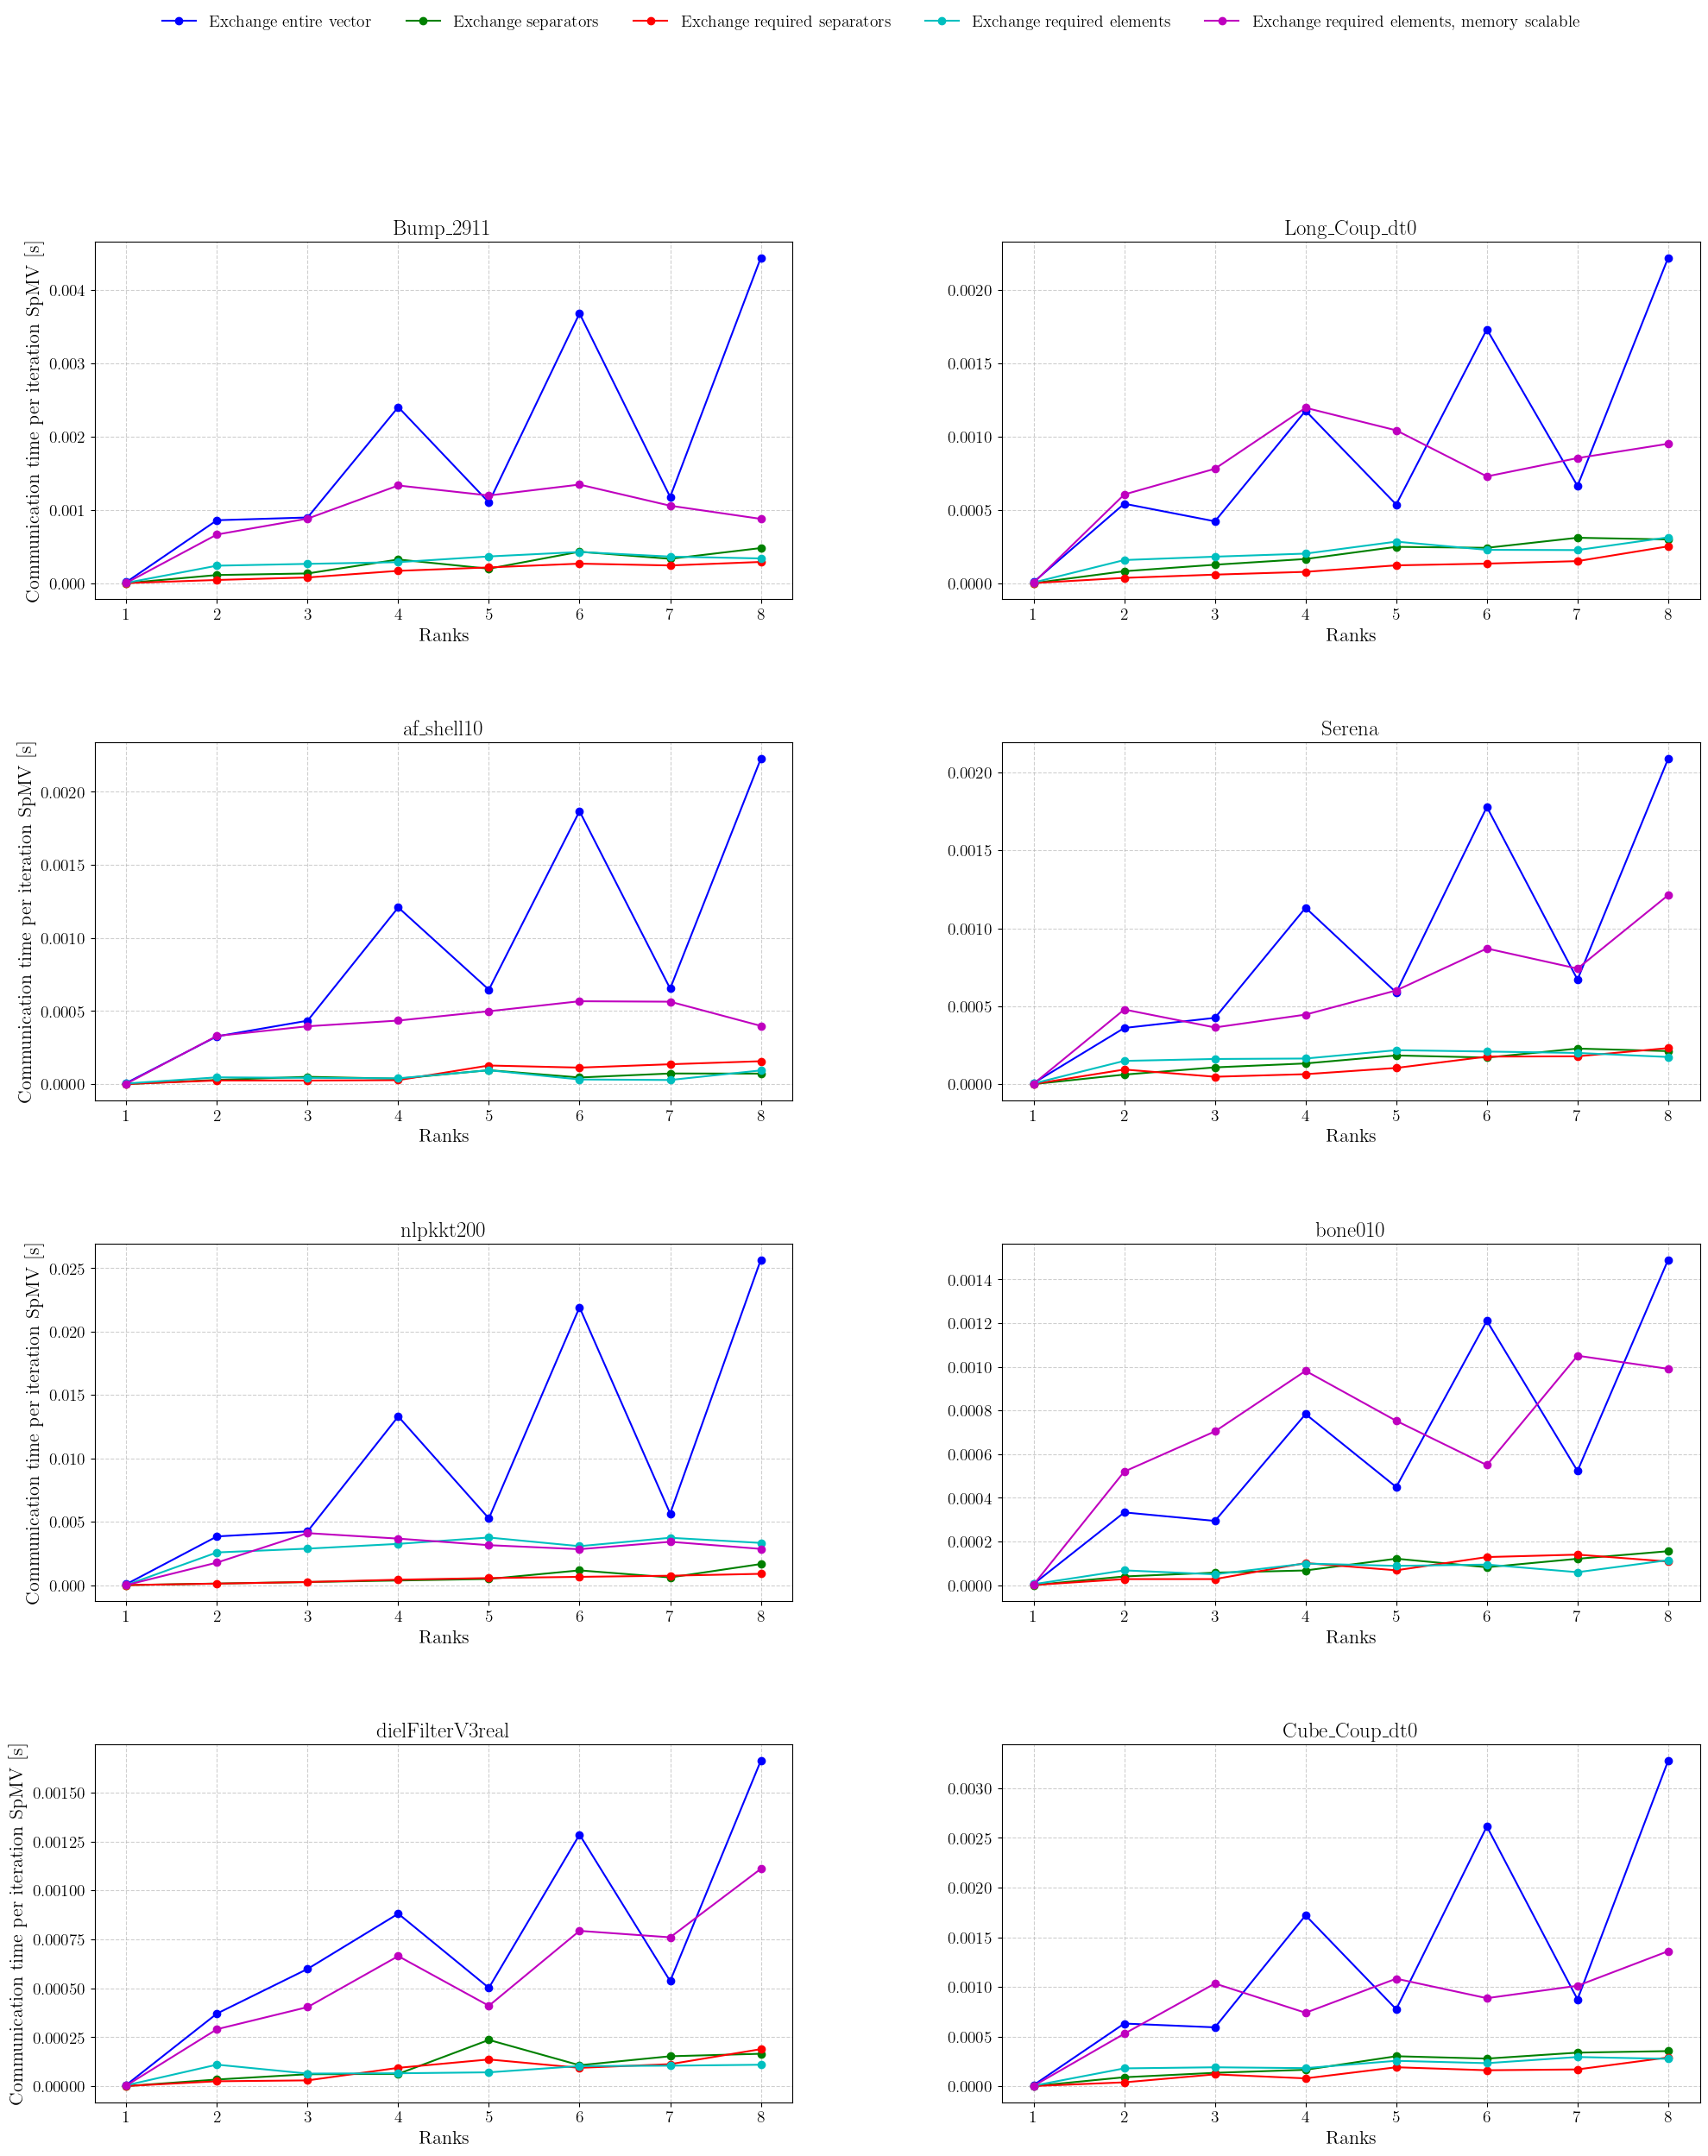 Exchange entire vector Exchange separators Exchange required separators Exchange required elements Exchange required elements, memory scalable
Bump_2911
Communication time per iteration SpMV [s]
0.004
0.003
0.002
0.001
0.000
1 2 3 4 5 6 7 8
Ranks
Long_Coup_dt0
0.0020
0.0015
0.0010
0.0005
0.0000
1 2 3 4 5 6 7 8
Ranks
af_shell10
Communication time per iteration SpMV [s]
0.0020
0.0015
0.0010
0.0005
0.0000
1 2 3 4 5 6 7 8
Ranks
Serena
0.0020
0.0015
0.0010
0.0005
0.0000
1 2 3 4 5 6 7 8
Ranks
nlpkkt200
Communication time per iteration SpMV [s]
0.025
0.020
0.015
0.010
0.005
0.000
1 2 3 4 5 6 7 8
Ranks
bone010
0.0014
0.0012
0.0010
0.0008
0.0006
0.0004
0.0002
0.0000
1 2 3 4 5 6 7 8
Ranks
dielFilterV3real
Communication time per iteration SpMV [s]
0.00150
0.00125
0.00100
0.00075
0.00050
0.00025
0.00000
1 2 3 4 5 6 7 8
Ranks
Cube_Coup_dt0
0.0030
0.0025
0.0020
0.0015
0.0010
0.0005
0.0000
1 2 3 4 5 6 7 8
Ranks